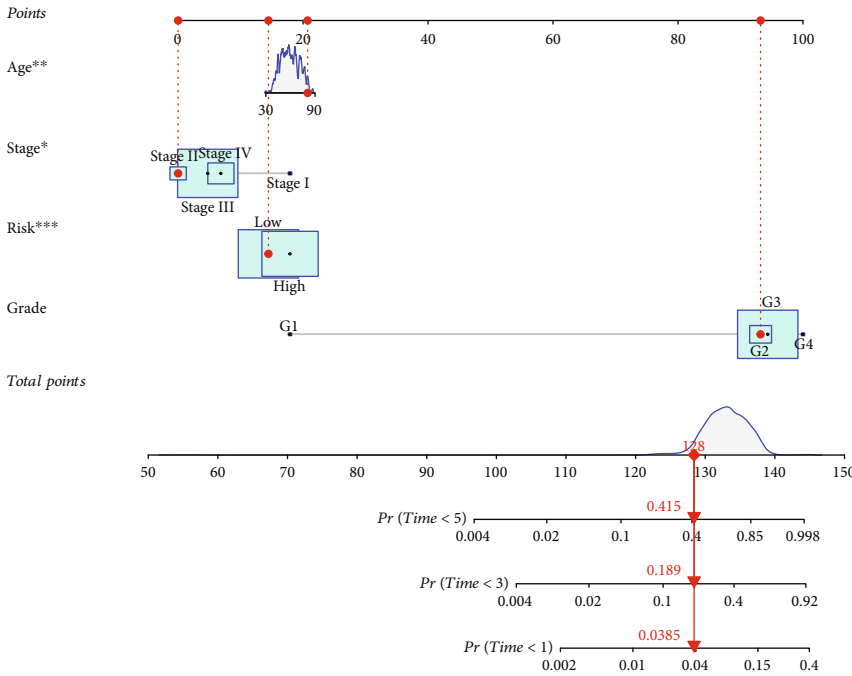 Points
0 20 40 60 80 100
Age**
30 90
Stage*
Stage II Stage IV
Stage I
Stage III
Risk***
Low
High
Grade
G3
G1
G2 G4
Total points
128
50 60 70 80 90 100 110 120 130 140 150
0.415
Pr (Time < 5)
0.004 0.02 0.1 0.4 0.85 0.998
0.189
Pr (Time < 3)
0.004 0.02 0.1 0.4 0.92
0.0385
Pr (Time < 1)
0.002 0.01 0.04 0.15 0.4